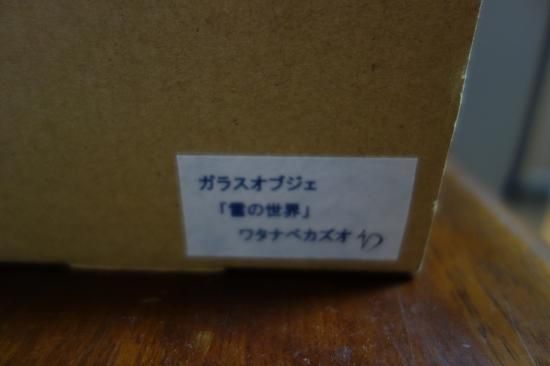 ガラスオブジェ
「雪の世界」
ワタナベカズオ